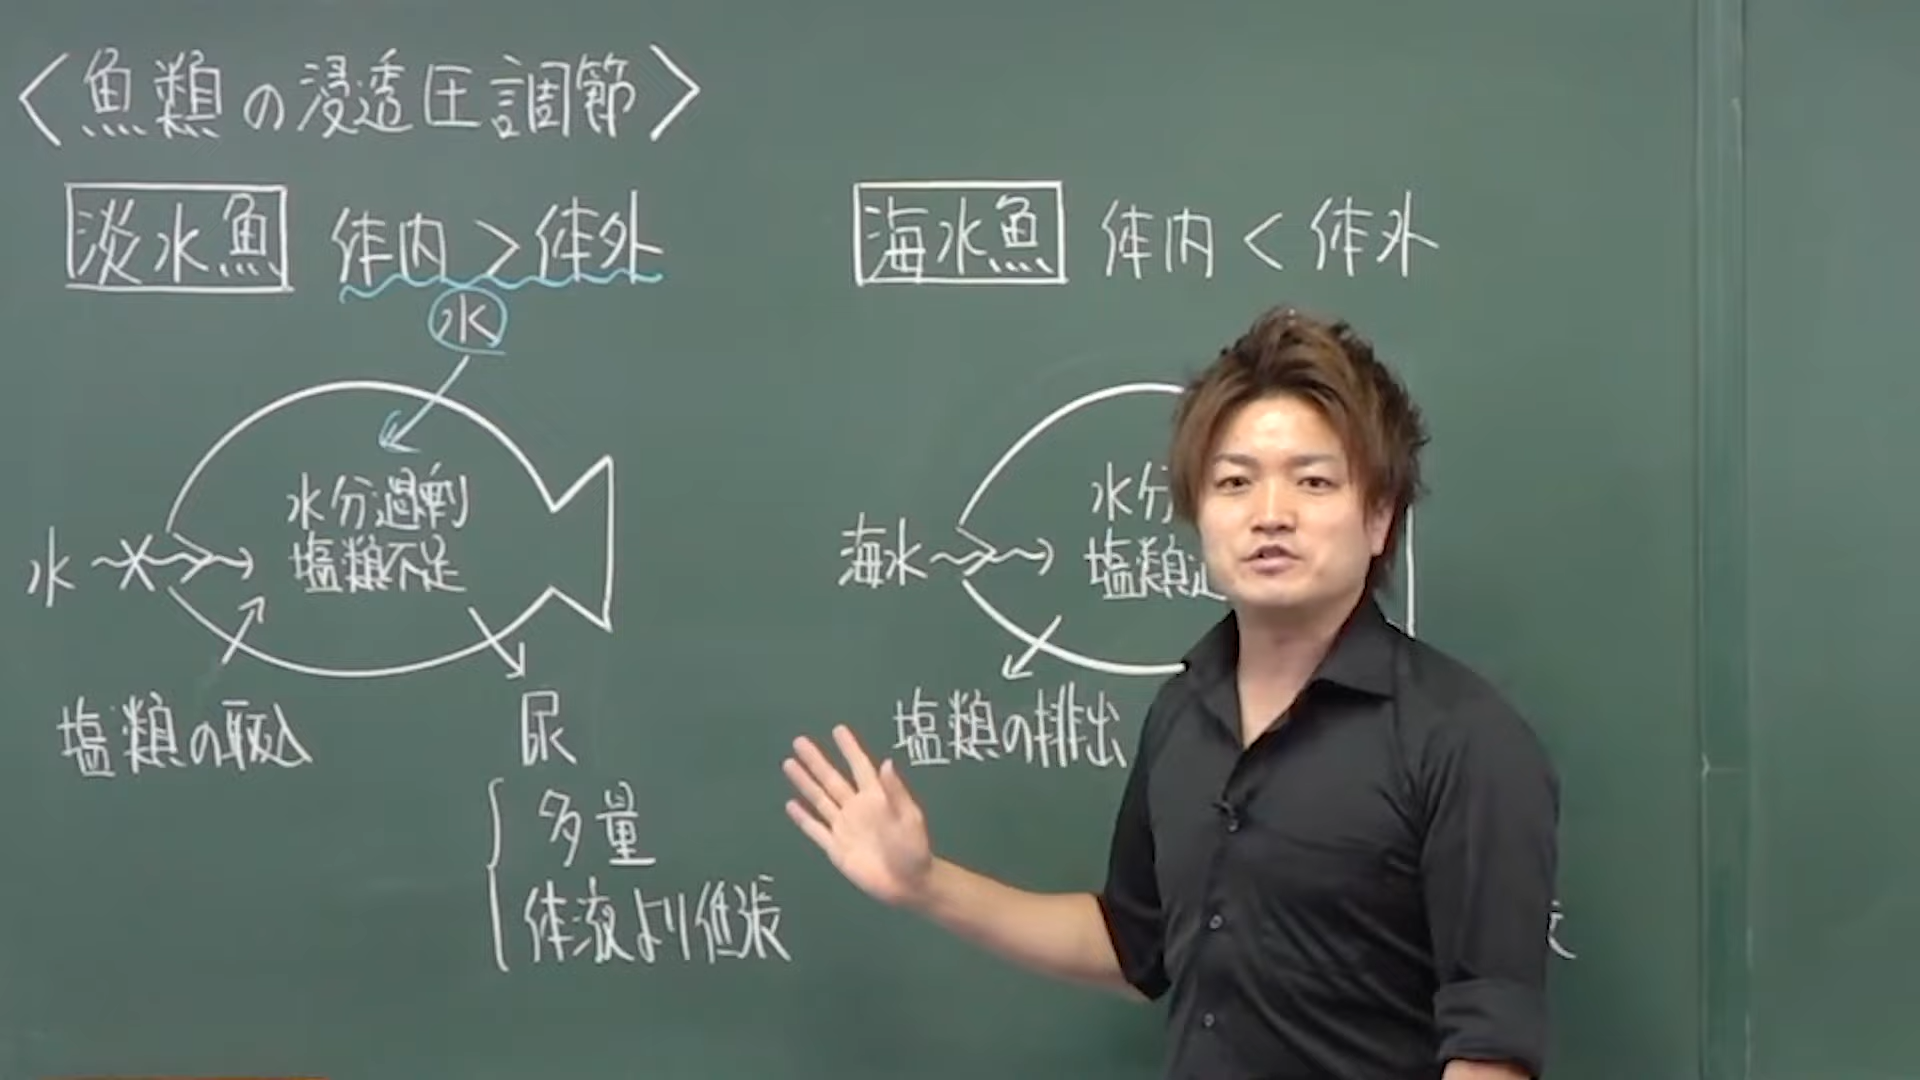 〈魚類の浸透圧調節〉
淡水魚 体内 > 体外
水
水分過剰
塩類不足
水
塩類の取込
尿
多量
体液より低張
海水魚 体内 < 体外
水分
塩類
海水
塩類の排出